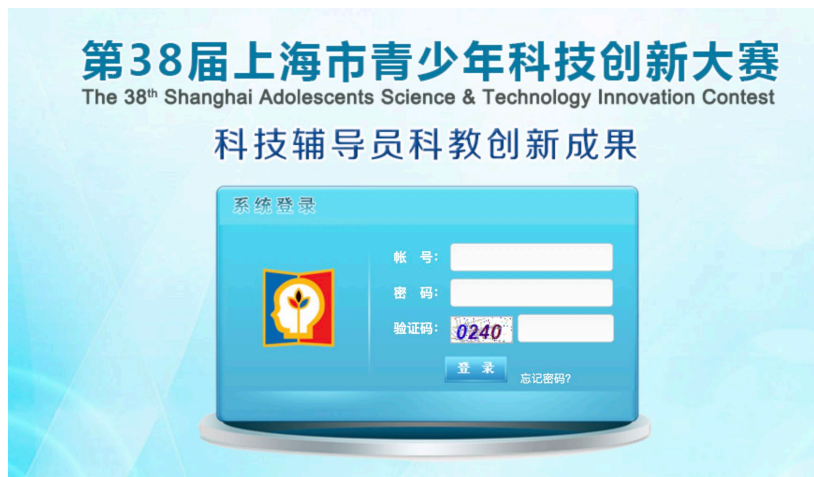 第38届上海市青少年科技创新大赛
The 38th Shanghai Adolescents Science & Technology Innovation Contest
科技辅导员科教创新成果
系统登录
帐 号:
密 码:
验证码: 0240
登 录 忘记密码?